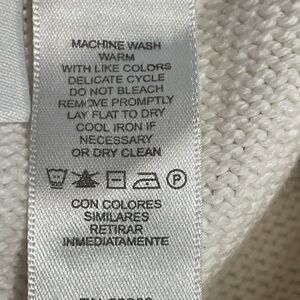 MACHINE WASH
WARM
WITH LIKE COLORS
DELICATE CYCLE
DO NOT BLEACH
REMOVE PROMPTLY
LAY FLAT TO DRY
COOL IRON IF
NECESSARY
OR DRY CLEAN
P
CON COLORES
SIMILARES
RETIRAR
INMEDIATAMENTE